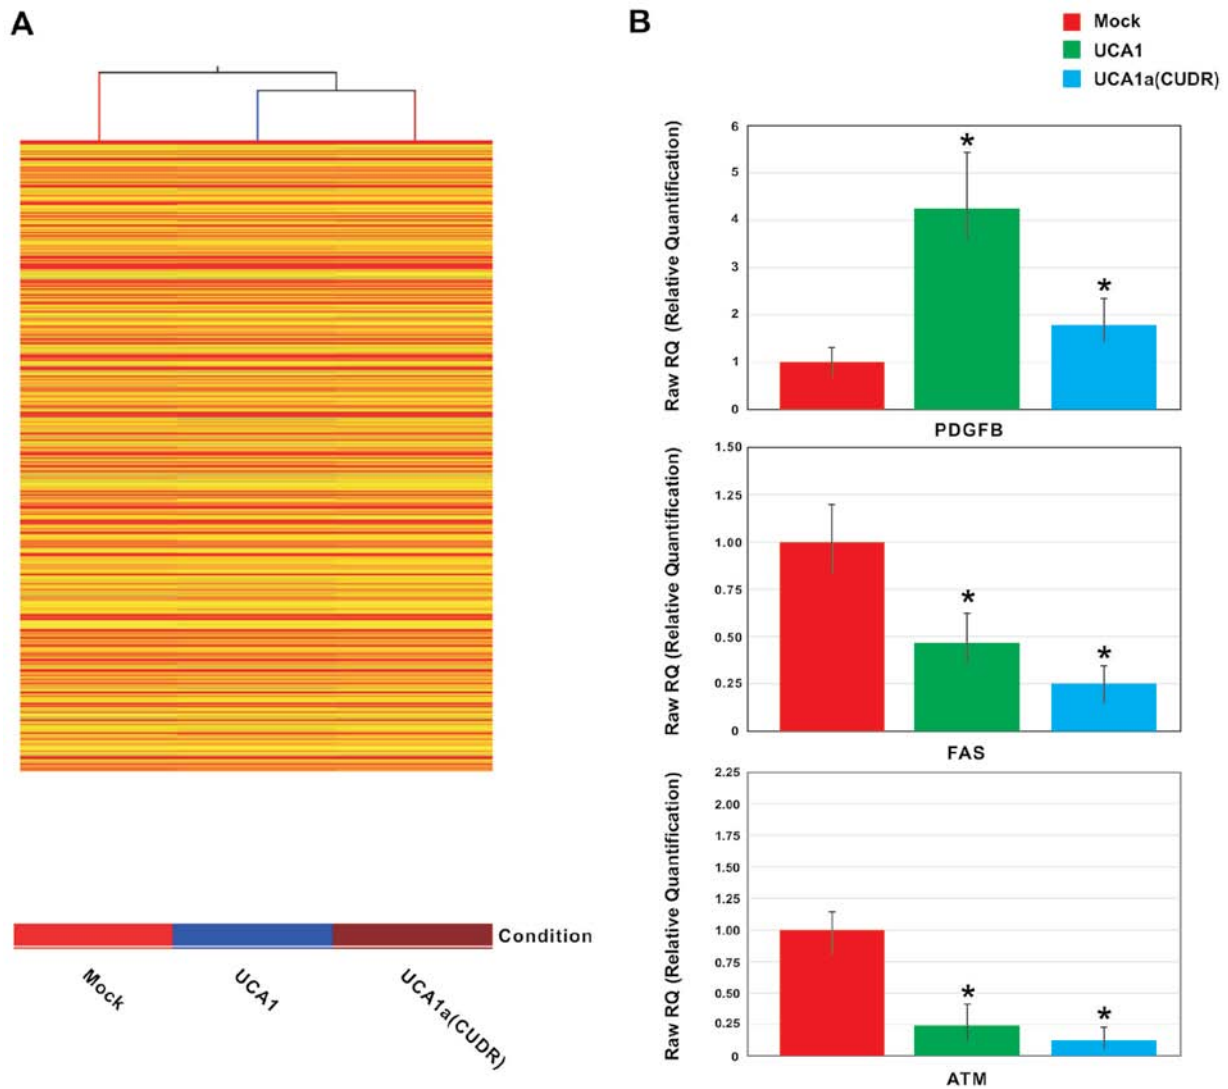 A
Condition
Mock
UCA1
UCA1a(CUDR)
B
Mock
UCA1
UCA1a(CUDR)
Raw RQ (Relative Quantification)
6
5
4
3
2
1
0
*
*
PDGFB
Raw RQ (Relative Quantification)
1.50
1.25
1.00
0.75
0.50
0.25
0
*
*
FAS
Raw RQ (Relative Quantification)
2.25
2.00
1.75
1.50
1.25
1.00
0.75
0.50
0.25
0
*
*
ATM